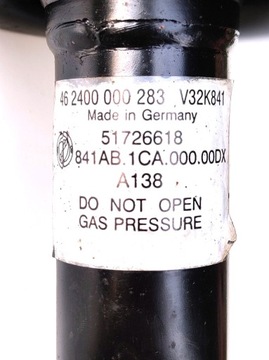 46 2400 000 283 V32K841
Made in Germany
51726618
841AB.1CA.000.00DX
A138
DO NOT OPEN
GAS PRESSURE